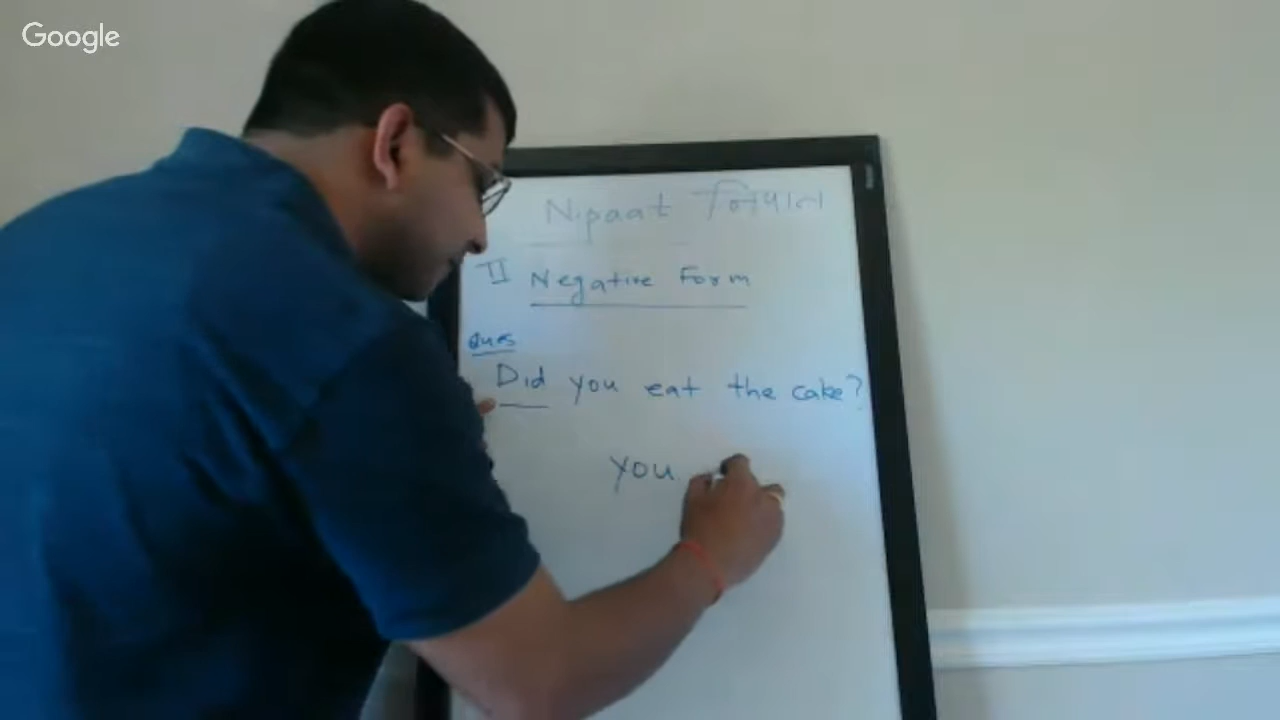 Google
Nipaat निपात
II Negative Form
Ques
Did you eat the cake?
you